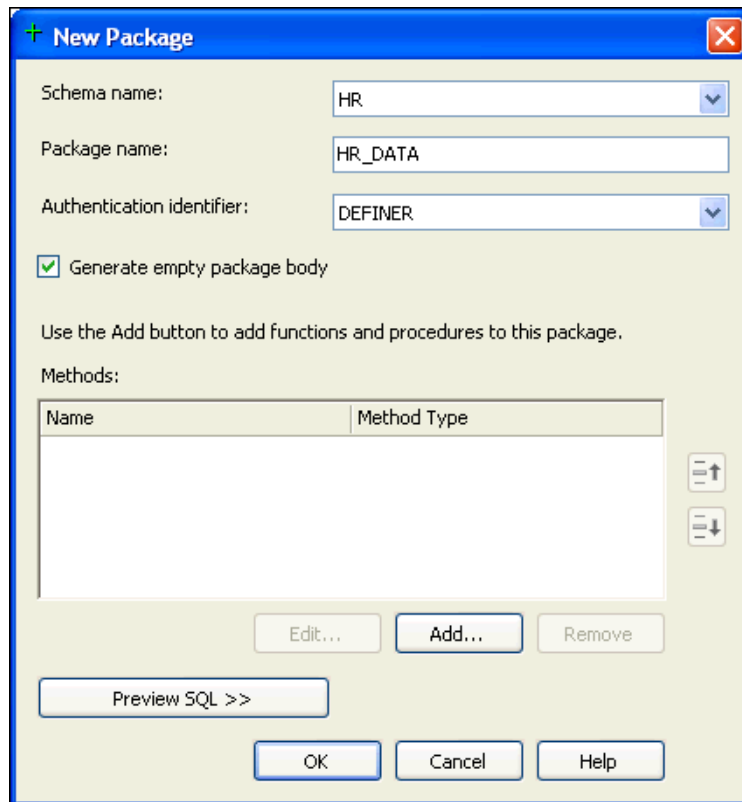 New Package
Schema name: HR
Package name: HR_DATA
Authentication identifier: DEFINER
Generate empty package body
Use the Add button to add functions and procedures to this package.
Methods:
Name Method Type
Edit... Add... Remove
Preview SQL >>
OK Cancel Help